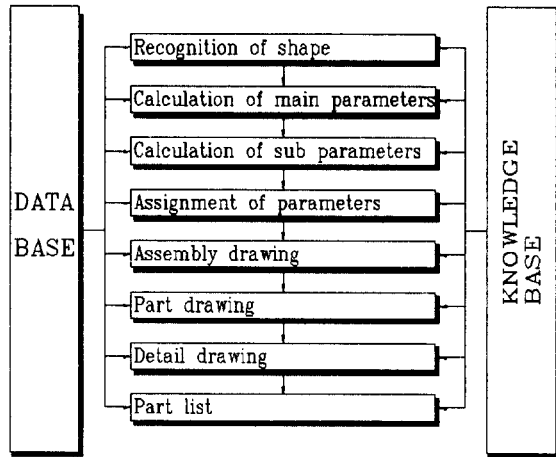 DATA
BASE
Recognition of shape
Calculation of main parameters
Calculation of sub parameters
Assignment of parameters
Assembly drawing
Part drawing
Detail drawing
Part list
KNOWLEDGE
BASE